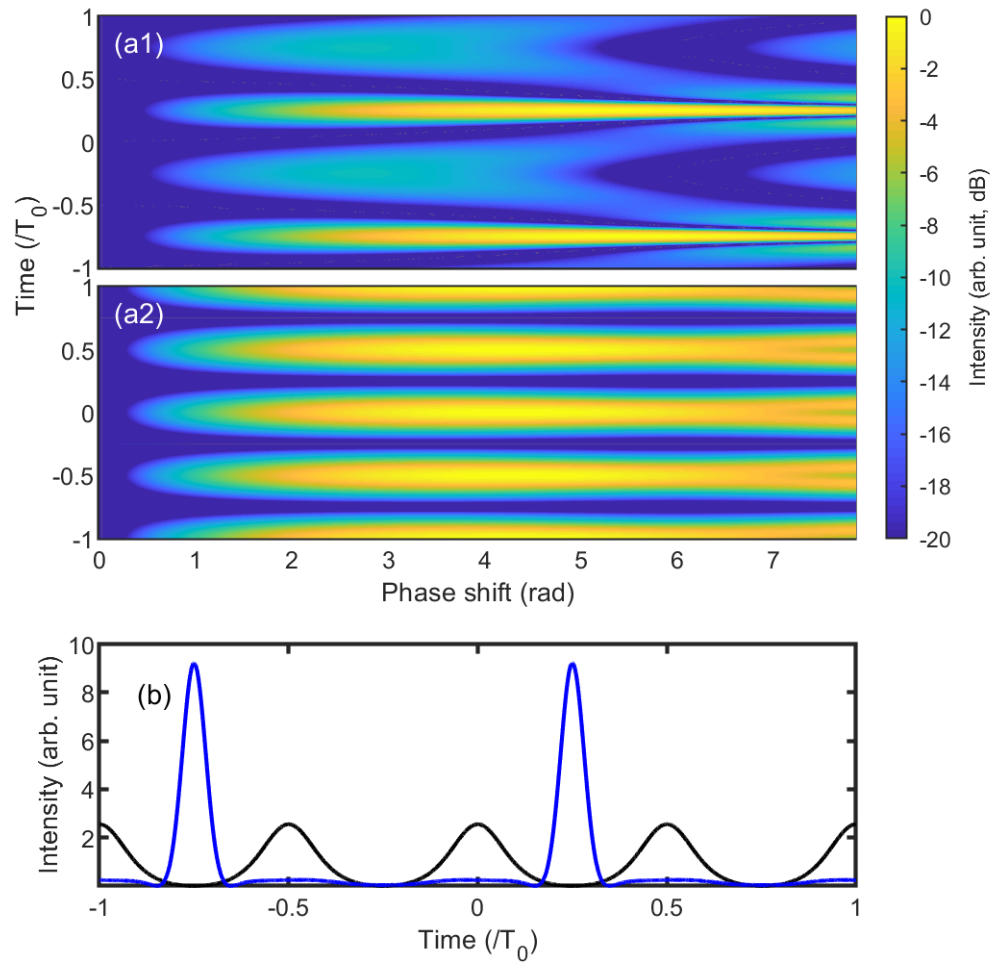 (a1)
1
0.5
0
-0.5
-1
Time (/T0)
(a2)
1
0.5
0
-0.5
-1
0 1 2 3 4 5 6 7
Phase shift (rad)
0
-2
-4
-6
-8
-10
-12
-14
-16
-18
-20
Intensity (arb. unit, dB)
(b)
10
8
6
4
2
Intensity (arb. unit)
-1 -0.5 0 0.5 1
Time (/T0)